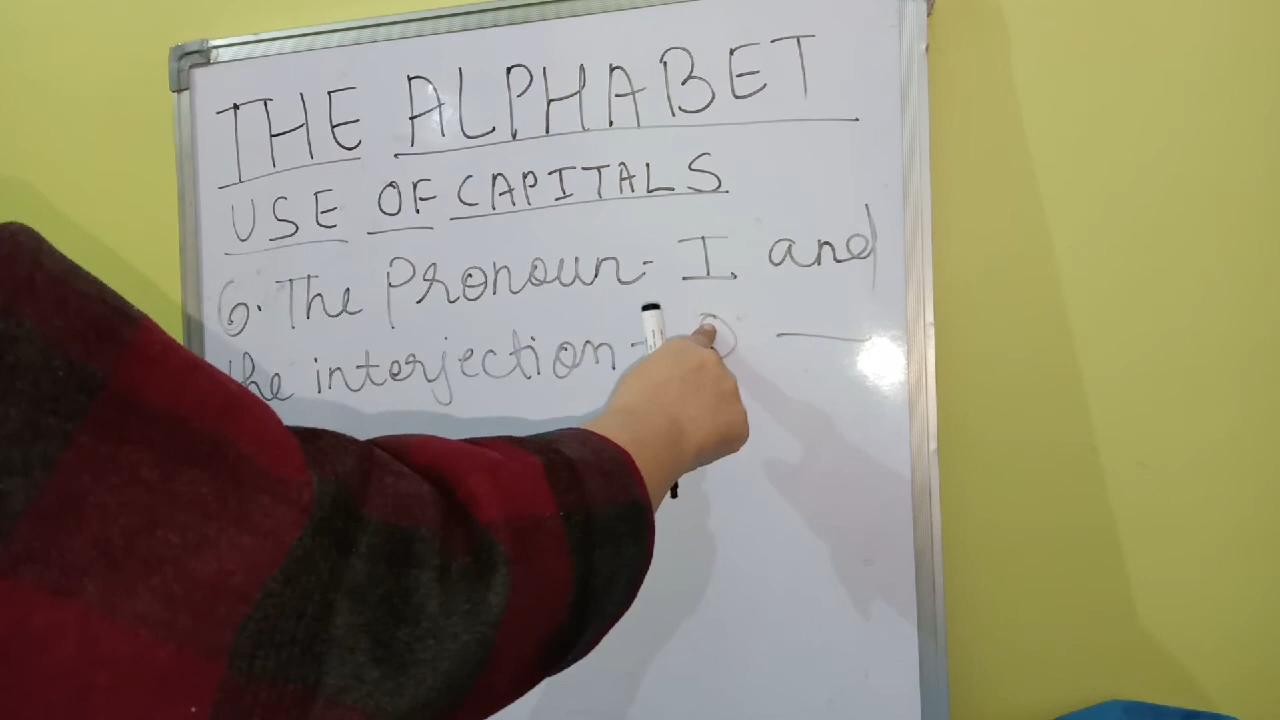 THE ALPHABET
USE OF CAPITALS
6. The Pronoun- I and
the interjection - O —